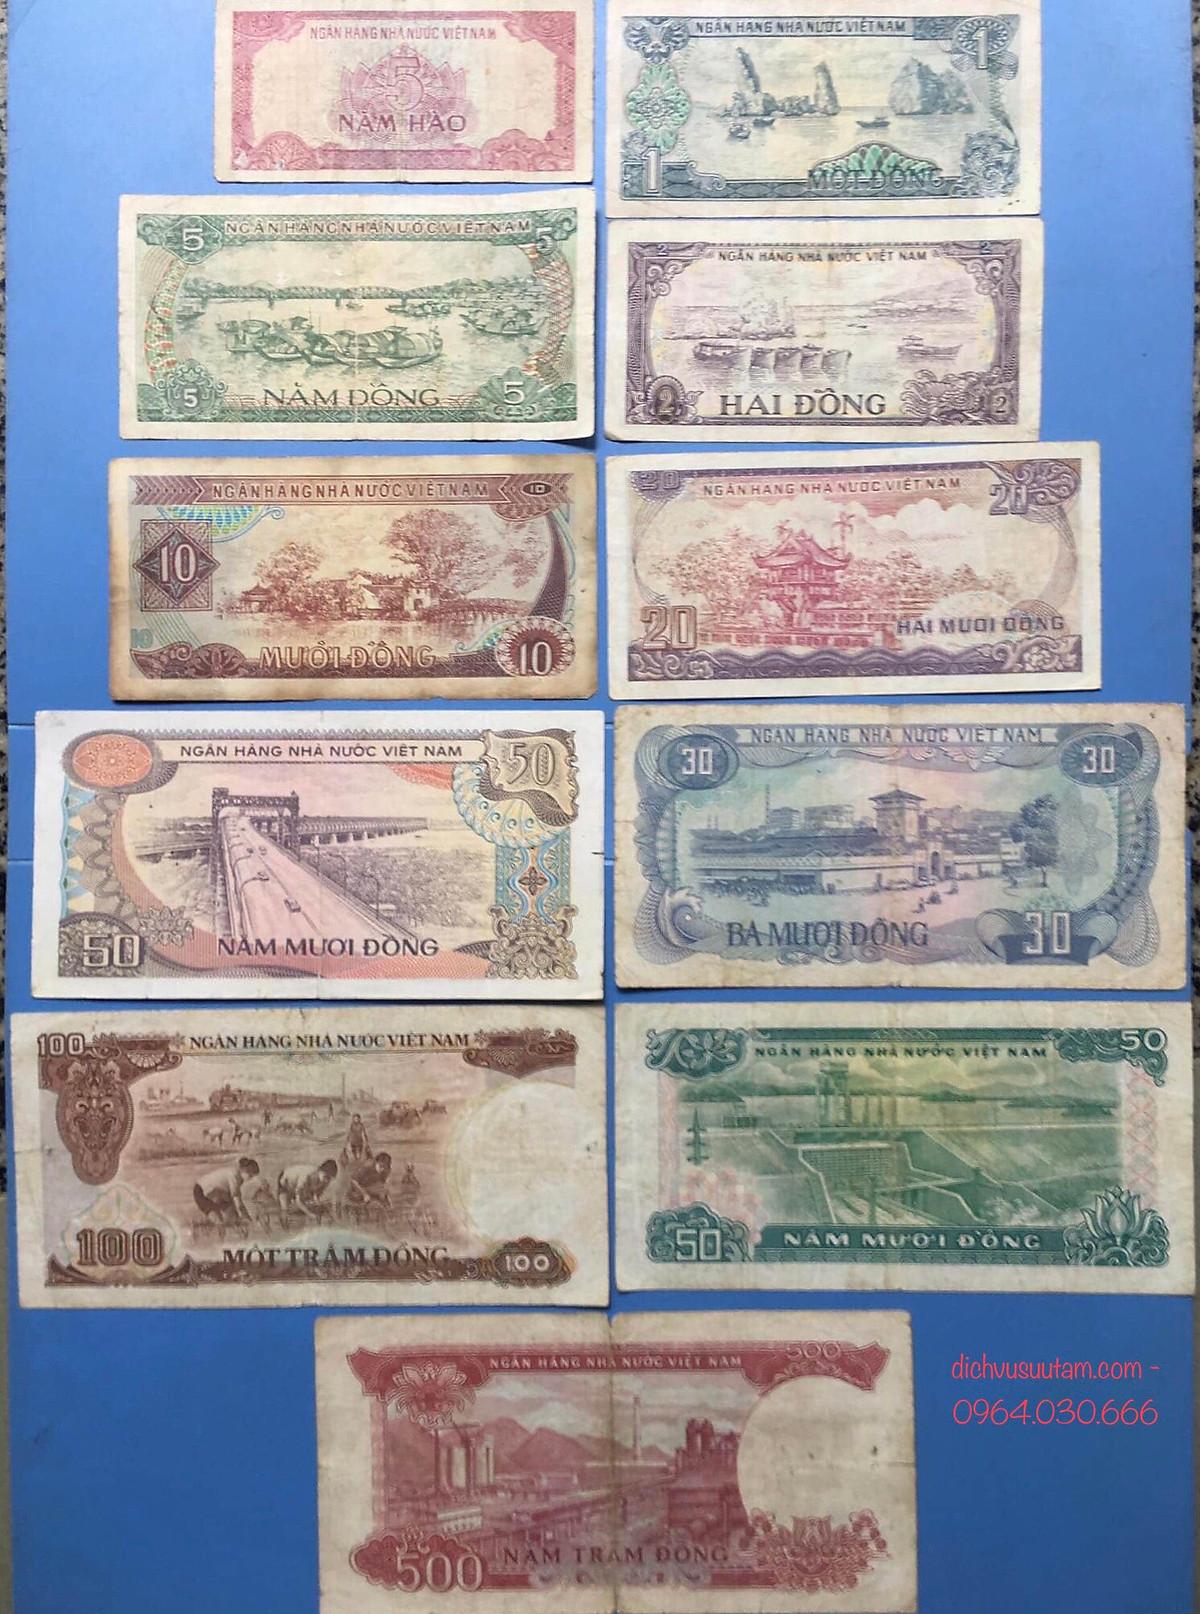 NGÂN HÀNG NHÀ NƯỚC VIỆT NAM
5
NĂM HÀO
NGÂN HÀNG NHÀ NƯỚC VIỆT NAM
1
1
MỘT ĐỒNG
5
NGÂN HÀNG NHÀ NƯỚC VIỆT NAM
5
5
NĂM ĐỒNG
5
2
2
NGÂN HÀNG NHÀ NƯỚC VIỆT NAM
2
HAI ĐỒNG
2
NGÂN HÀNG NHÀ NƯỚC VIỆT NAM
10
10
10
MƯỜI ĐỒNG
10
20
NGÂN HÀNG NHÀ NƯỚC VIỆT NAM
20
20
HAI MƯƠI ĐỒNG
NGÂN HÀNG NHÀ NƯỚC VIỆT NAM
50
50
NĂM MƯƠI ĐỒNG
NGÂN HÀNG NHÀ NƯỚC VIỆT NAM
30
30
BA MƯƠI ĐỒNG
30
100
NGÂN HÀNG NHÀ NƯỚC VIỆT NAM
100
MỘT TRĂM ĐỒNG
100
50
NGÂN HÀNG NHÀ NƯỚC VIỆT NAM
50
NĂM MƯƠI ĐỒNG
500
NGÂN HÀNG NHÀ NƯỚC VIỆT NAM
500
NĂM TRĂM ĐỒNG
dichvusuutam.com -
0964.030.666